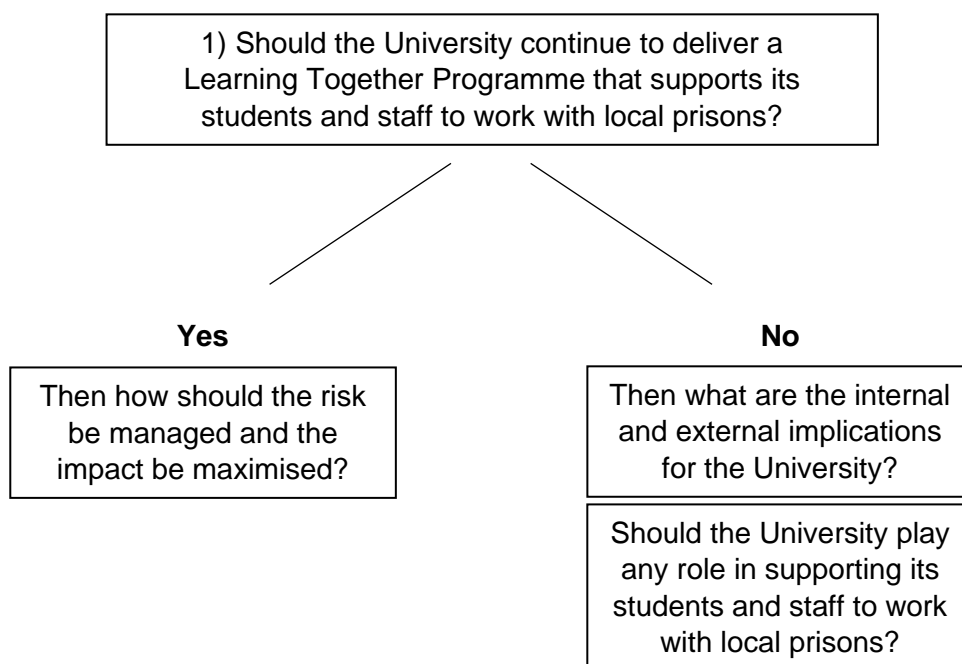 1) Should the University continue to deliver a
Learning Together Programme that supports its
students and staff to work with local prisons?
Yes
Then how should the risk
be managed and the
impact be maximised?
No
Then what are the internal
and external implications
for the University?
Should the University play
any role in supporting its
students and staff to work
with local prisons?